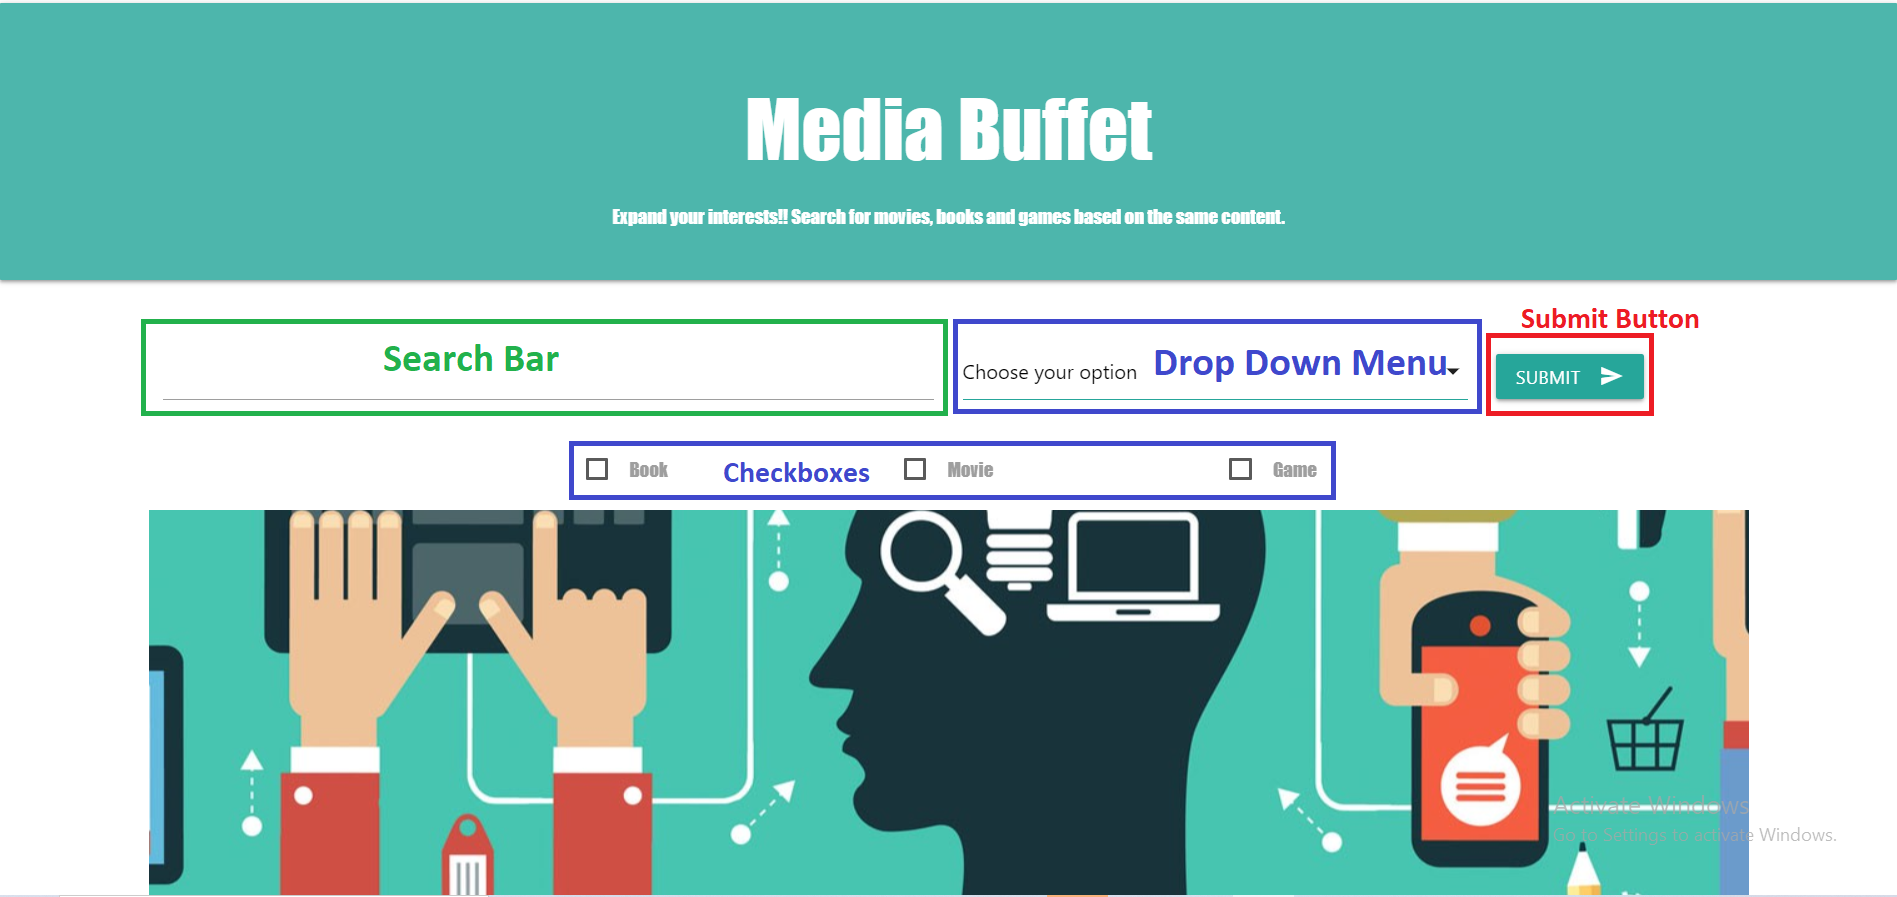 Media Buffet
Expand your interests!! Search for movies, books and games based on the same content.
Submit Button
Search Bar
Choose your option
Drop Down Menu
SUBMIT
Book
Checkboxes
Movie
Game
Activate Windows
Go to Settings to activate Windows.